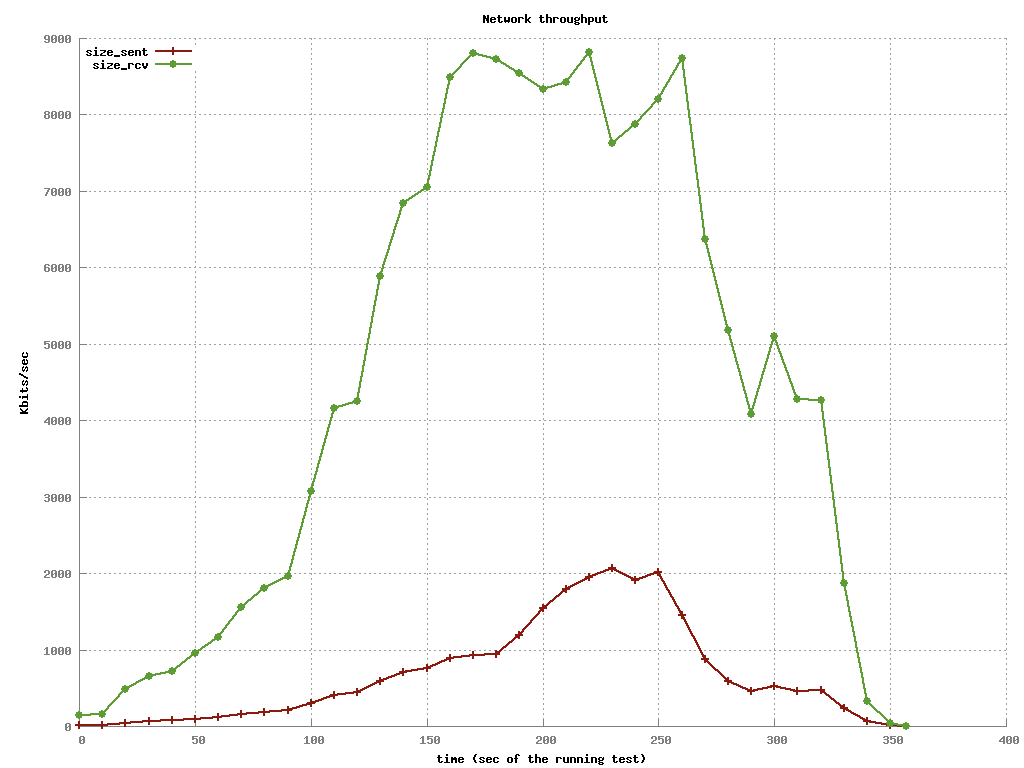 Network throughput
size_sent
size_rcv
9000
8000
7000
6000
5000
4000
3000
2000
1000
0
Kbits/sec
0 50 100 150 200 250 300 350 400
time (sec of the running test)